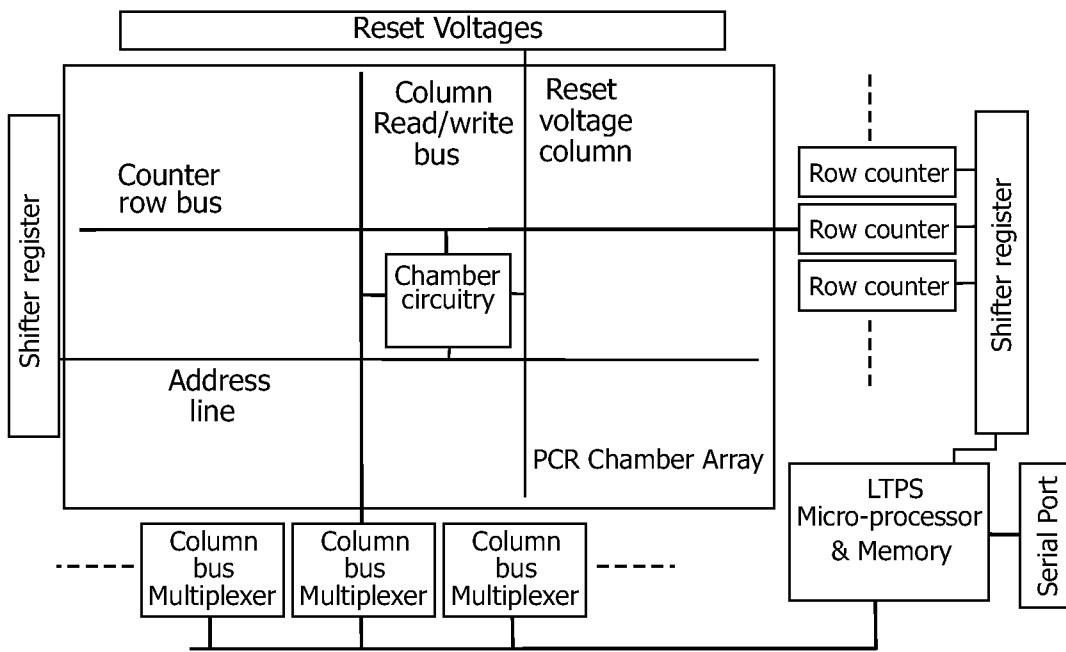 Reset Voltages
Column
Read/write
bus
Reset
voltage
column
Counter
row bus
Row counter
Row counter
Row counter
Shifter register
Shifter register
Chamber
circuitry
Address
line
PCR Chamber Array
LTPS
Micro-processor
& Memory
Serial Port
Column
bus
Multiplexer
Column
bus
Multiplexer
Column
bus
Multiplexer